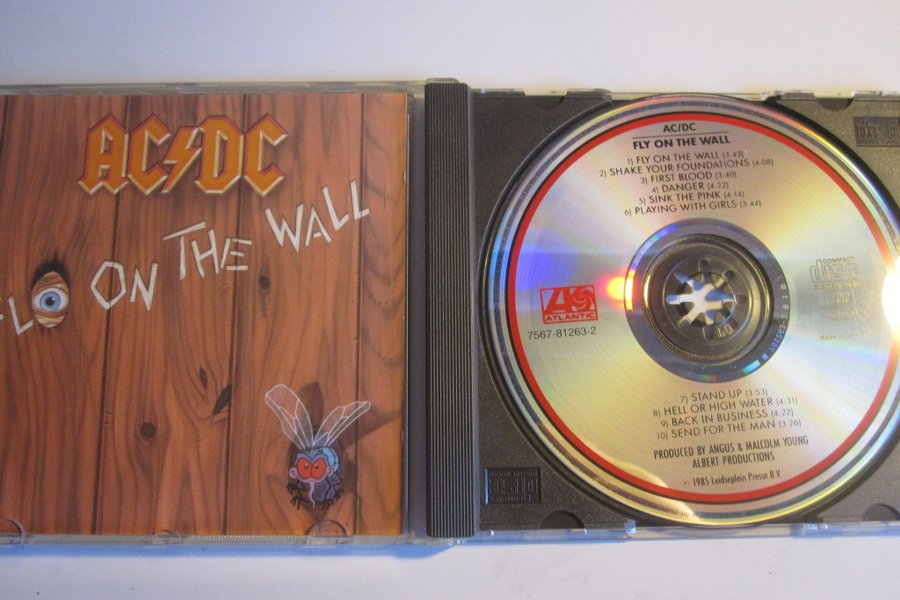 AC/DC
FLY ON THE WALL
AC/DC
FLY ON THE WALL
1) FLY ON THE WALL (3:43)
2) SHAKE YOUR FOUNDATIONS (4:08)
3) FIRST BLOOD (3:40)
4) DANGER (4:22)
5) SINK THE PINK (4:14)
6) PLAYING WITH GIRLS (3:44)
COMPACT
disc
ATLANTIC
7567-81263-2
7) STAND UP (3:53)
8) HELL OR HIGH WATER (4:31)
9) BACK IN BUSINESS (4:22)
10) SEND FOR THE MAN (3:26)
PRODUCED BY ANGUS & MALCOLM YOUNG
ALBERT PRODUCTIONS
℗ 1985 Leidseplein Presse B.V.